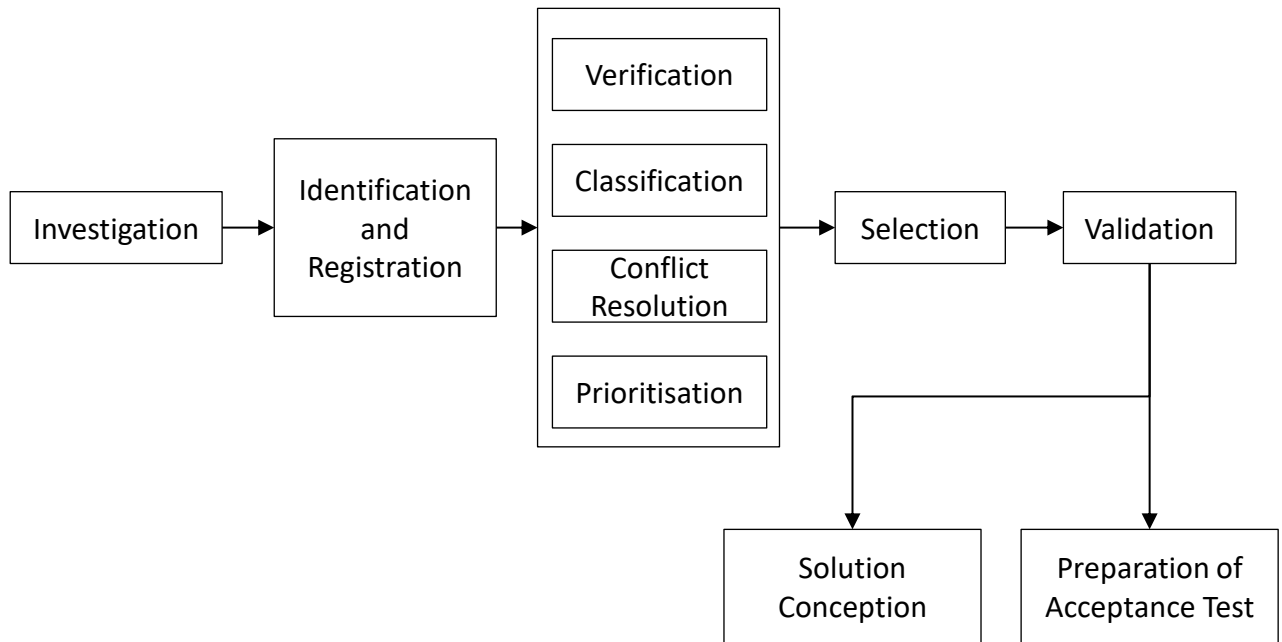 Investigation
Identification
and
Registration
Verification
Classification
Conflict
Resolution
Prioritisation
Selection
Validation
Solution
Conception
Preparation of
Acceptance Test